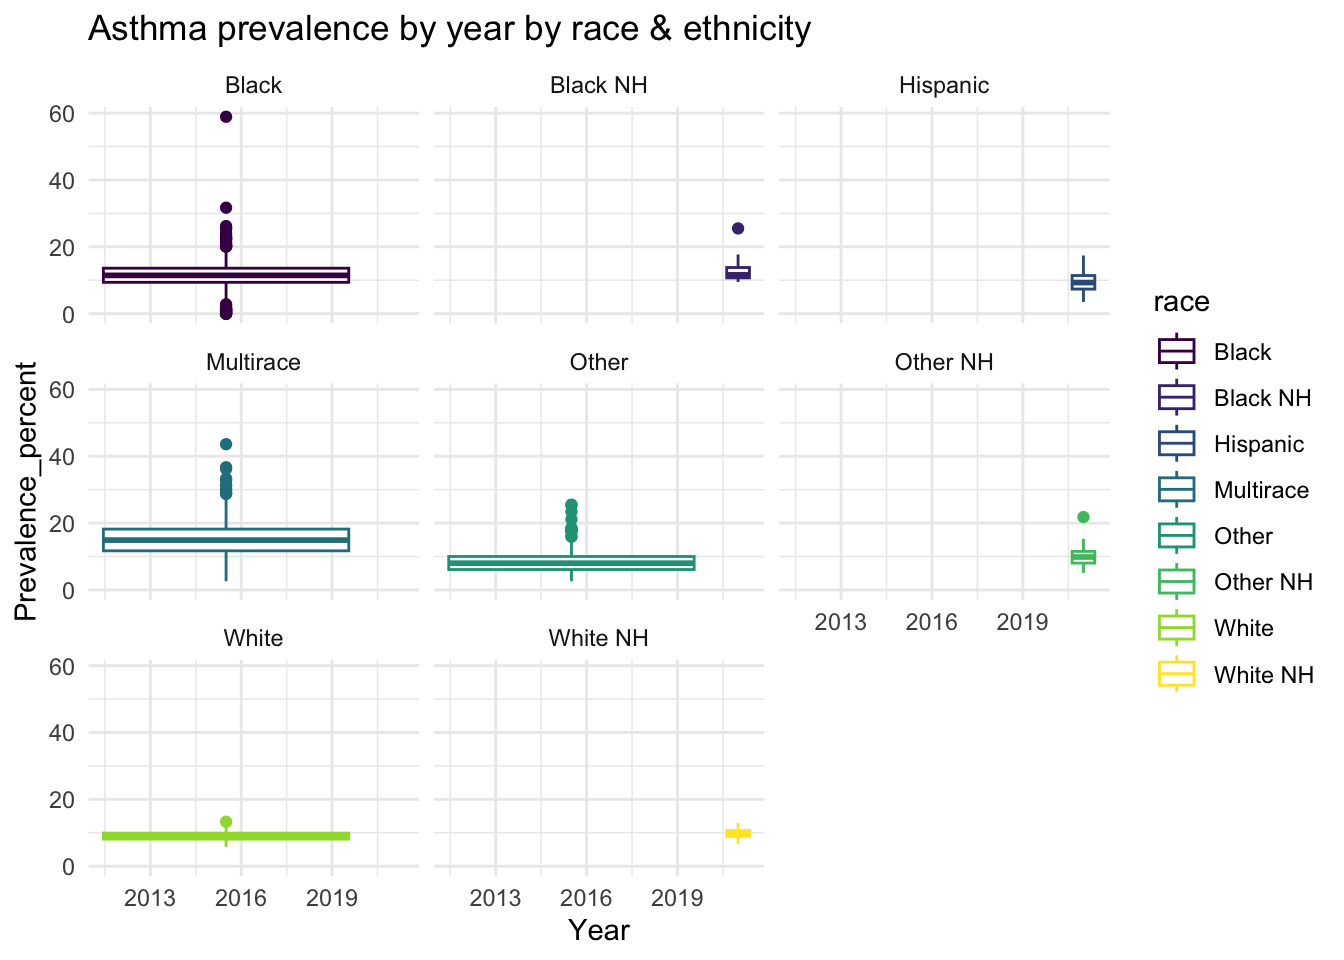 Asthma prevalence by year by race & ethnicity
Black
Black NH
Hispanic
60
40
20
0
Multirace
Other
Other NH
60
40
20
0
2013
2016
2019
White
White NH
60
40
20
0
2013
2016
2019
2013
2016
2019
Year
Prevalence_percent
race
Black
Black NH
Hispanic
Multirace
Other
Other NH
White
White NH